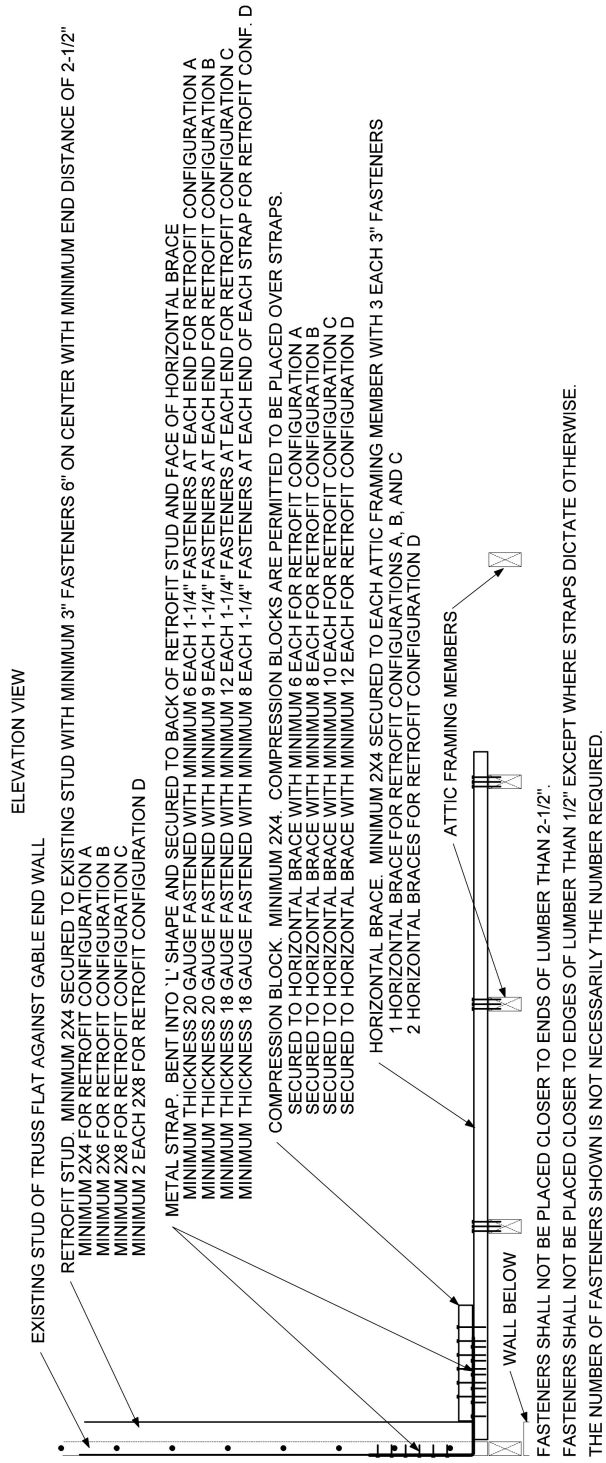 ELEVATION VIEW
EXISTING STUD OF TRUSS FLAT AGAINST GABLE END WALL
RETROFIT STUD. MINIMUM 2X4 SECURED TO EXISTING STUD WITH MINIMUM 3" FASTENERS 6" ON CENTER WITH MINIMUM END DISTANCE OF 2-1/2"
MINIMUM 2X4 FOR RETROFIT CONFIGURATION A
MINIMUM 2X6 FOR RETROFIT CONFIGURATION B
MINIMUM 2X8 FOR RETROFIT CONFIGURATION C
MINIMUM 2 EACH 2X8 FOR RETROFIT CONFIGURATION D
METAL STRAP. BENT INTO `L' SHAPE AND SECURED TO BACK OF RETROFIT STUD AND FACE OF HORIZONTAL BRACE
MINIMUM THICKNESS 20 GAUGE FASTENED WITH MINIMUM 6 EACH 1-1/4" FASTENERS AT EACH END FOR RETROFIT CONFIGURATION A
MINIMUM THICKNESS 20 GAUGE FASTENED WITH MINIMUM 9 EACH 1-1/4" FASTENERS AT EACH END FOR RETROFIT CONFIGURATION B
MINIMUM THICKNESS 18 GAUGE FASTENED WITH MINIMUM 12 EACH 1-1/4" FASTENERS AT EACH END FOR RETROFIT CONFIGURATION C
MINIMUM THICKNESS 18 GAUGE FASTENED WITH MINIMUM 8 EACH 1-1/4" FASTENERS AT EACH END OF EACH STRAP FOR RETROFIT CONF. D
COMPRESSION BLOCK. MINIMUM 2X4. COMPRESSION BLOCKS ARE PERMITTED TO BE PLACED OVER STRAPS.
SECURED TO HORIZONTAL BRACE WITH MINIMUM 6 EACH FOR RETROFIT CONFIGURATION A
SECURED TO HORIZONTAL BRACE WITH MINIMUM 8 EACH FOR RETROFIT CONFIGURATION B
SECURED TO HORIZONTAL BRACE WITH MINIMUM 10 EACH FOR RETROFIT CONFIGURATION C
SECURED TO HORIZONTAL BRACE WITH MINIMUM 12 EACH FOR RETROFIT CONFIGURATION D
HORIZONTAL BRACE. MINIMUM 2X4 SECURED TO EACH ATTIC FRAMING MEMBER WITH 3 EACH 3" FASTENERS
1 HORIZONTAL BRACE FOR RETROFIT CONFIGURATIONS A, B, AND C
2 HORIZONTAL BRACES FOR RETROFIT CONFIGURATION D
ATTIC FRAMING MEMBERS
WALL BELOW
FASTENERS SHALL NOT BE PLACED CLOSER TO ENDS OF LUMBER THAN 2-1/2".
FASTENERS SHALL NOT BE PLACED CLOSER TO EDGES OF LUMBER THAN 1/2" EXCEPT WHERE STRAPS DICTATE OTHERWISE.
THE NUMBER OF FASTENERS SHOWN IS NOT NECESSARILY THE NUMBER REQUIRED.